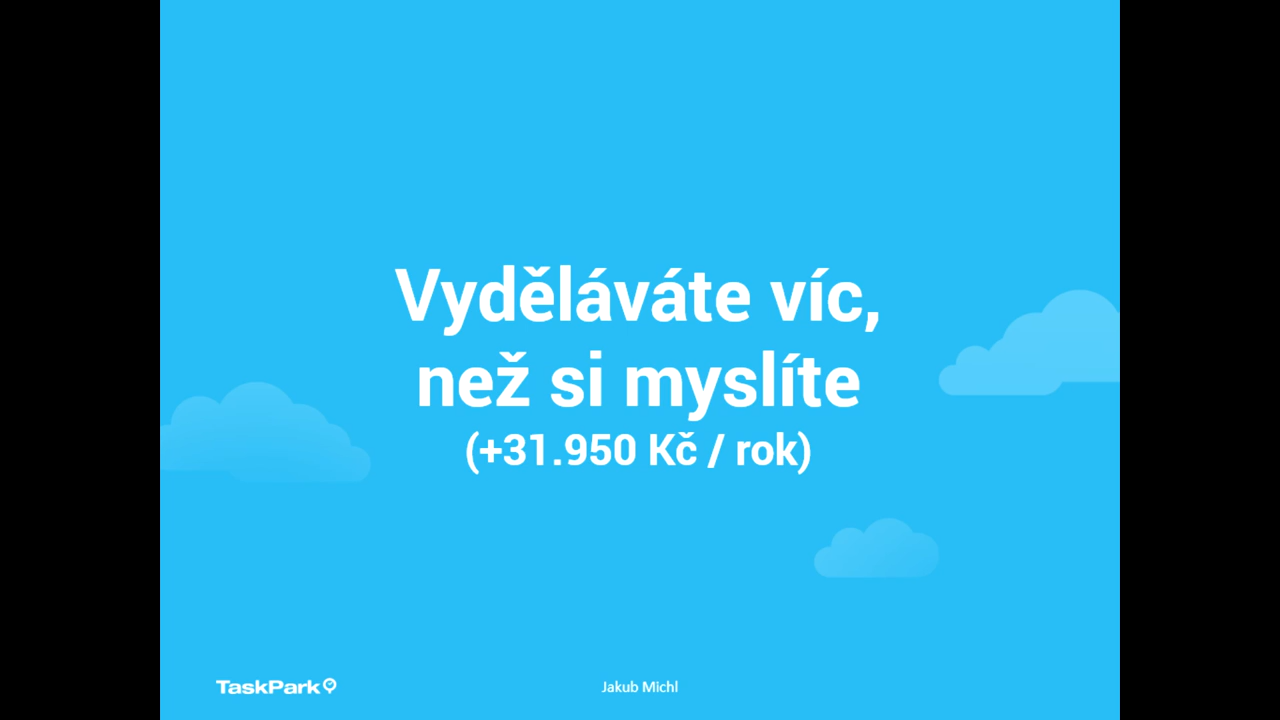 Vyděláváte víc,
než si myslíte
(+31.950 Kč / rok)
TaskPark
Jakub Michl